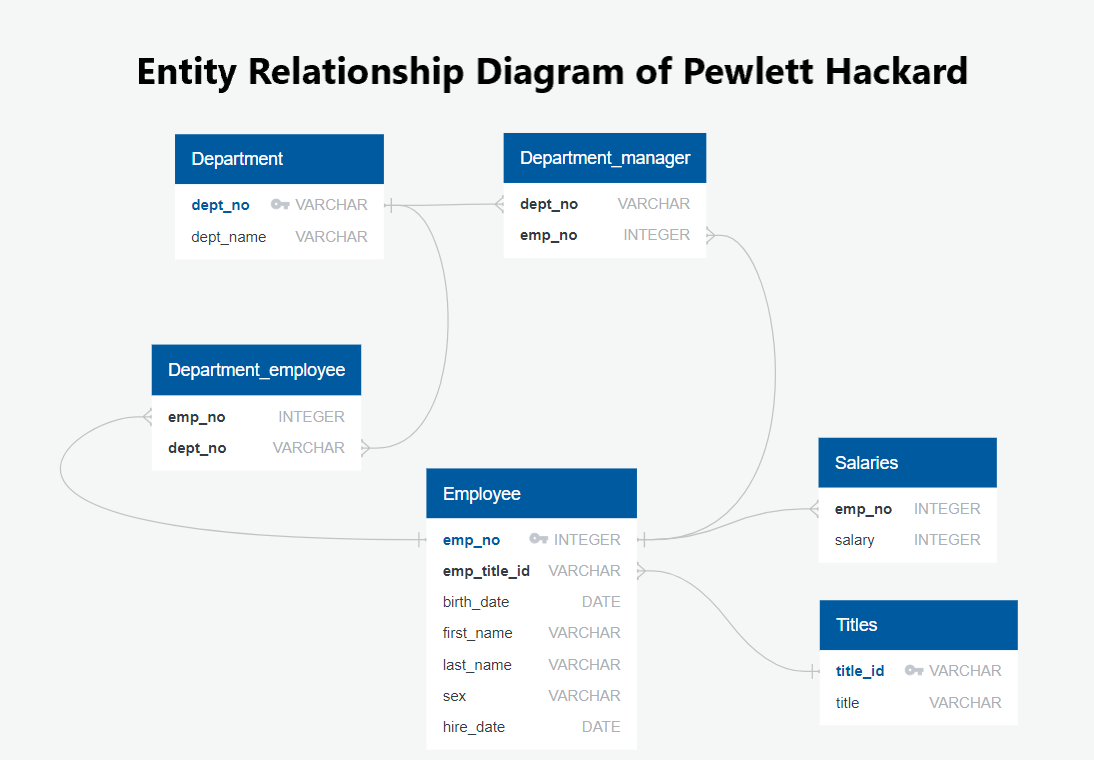 Entity Relationship Diagram of Pewlett Hackard
Department
dept_no VARCHAR
dept_name VARCHAR
Department_manager
dept_no VARCHAR
emp_no INTEGER
Department_employee
emp_no INTEGER
dept_no VARCHAR
Employee
emp_no INTEGER
emp_title_id VARCHAR
birth_date DATE
first_name VARCHAR
last_name VARCHAR
sex VARCHAR
hire_date DATE
Salaries
emp_no INTEGER
salary INTEGER
Titles
title_id VARCHAR
title VARCHAR